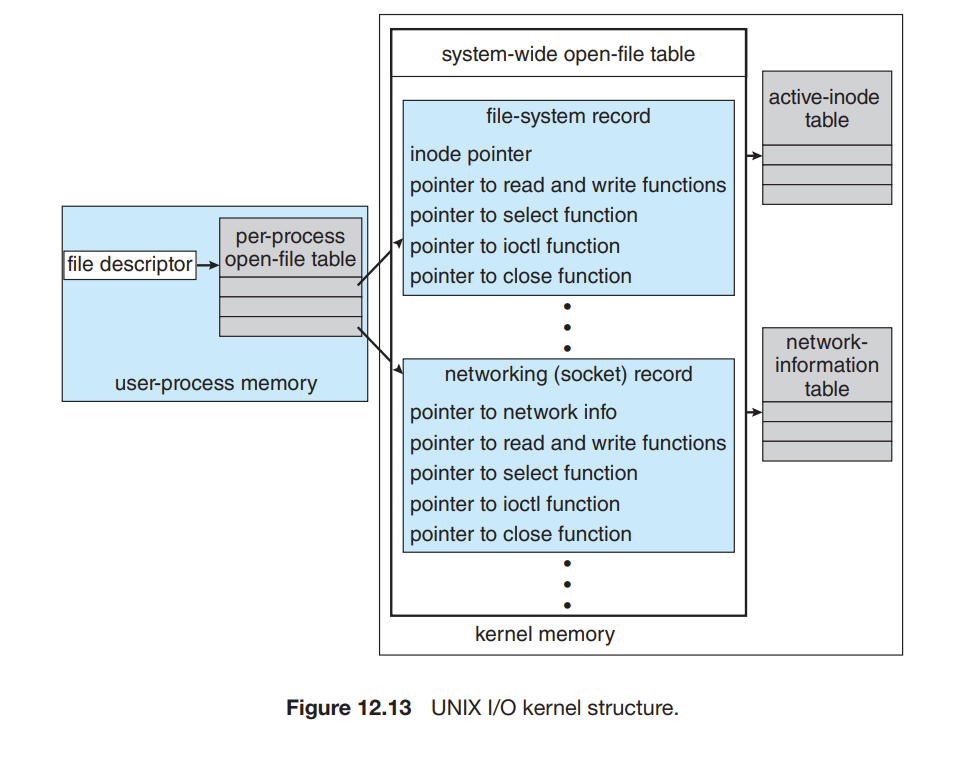 system-wide open-file table
file-system record
inode pointer
pointer to read and write functions
pointer to select function
pointer to ioctl function
pointer to close function
active-inode
table
file descriptor
per-process
open-file table
user-process memory
networking (socket) record
pointer to network info
pointer to read and write functions
pointer to select function
pointer to ioctl function
pointer to close function
network-
information
table
kernel memory
Figure 12.13 UNIX I/O kernel structure.